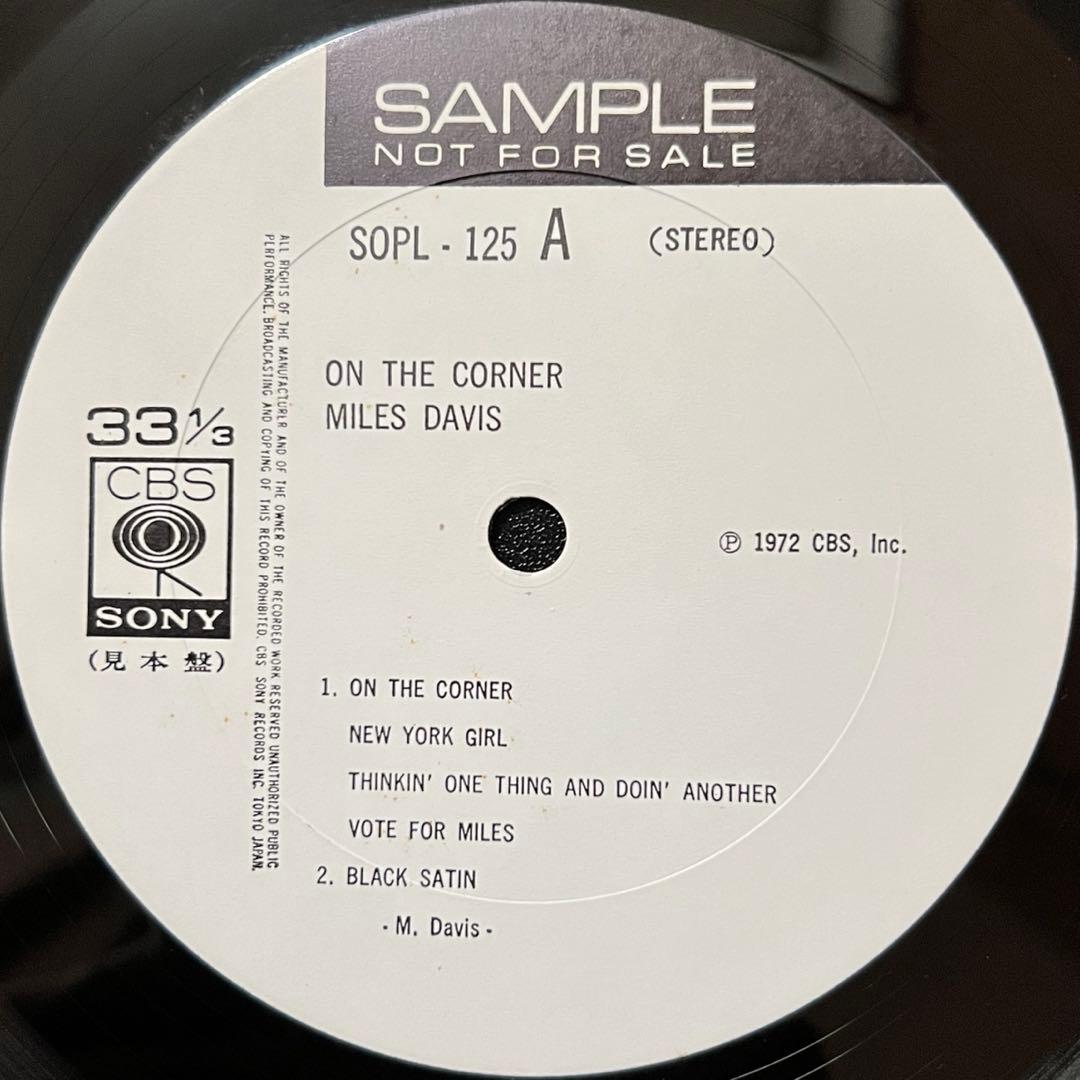 SAMPLE
NOT FOR SALE
SOPL - 125 A (STEREO)
ON THE CORNER
MILES DAVIS
33 1/3
CBS
SONY
(見本盤)
ALL RIGHTS OF THE MANUFACTURER AND OF THE OWNER OF THE RECORDED WORK RESERVED UNAUTHORIZED PUBLIC
PERFORMANCE, BROADCASTING AND COPYING OF THIS RECORD PROHIBITED. CBS SONY RECORDS INC. TOKYO JAPAN.
Ⓟ 1972 CBS, Inc.
1. ON THE CORNER
NEW YORK GIRL
THINKIN' ONE THING AND DOIN' ANOTHER
VOTE FOR MILES
2. BLACK SATIN
- M. Davis -